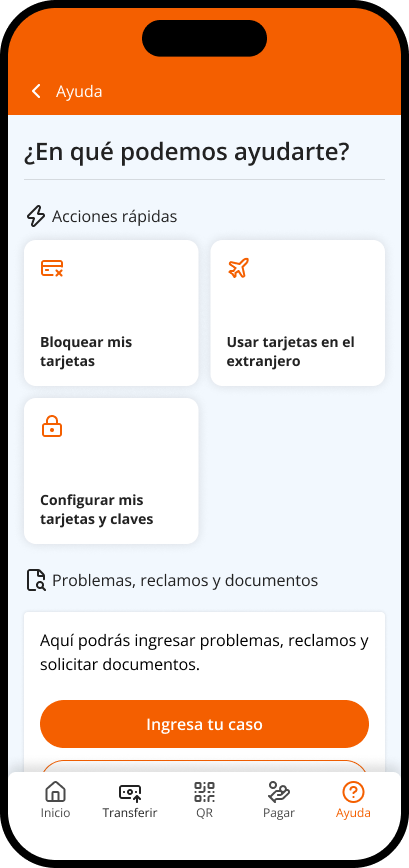 Ayuda
¿En qué podemos ayudarte?
Acciones rápidas
Bloquear mis
tarjetas
Usar tarjetas en el
extranjero
Configurar mis
tarjetas y claves
Problemas, reclamos y documentos
Aquí podrás ingresar problemas, reclamos y
solicitar documentos.
Ingresa tu caso
Inicio
Transferir
QR
Pagar
Ayuda